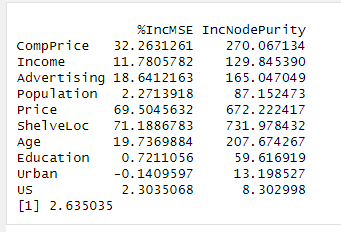 %IncMSE IncNodePurity
CompPrice 32.2631261 270.067134
Income 11.7805782 129.845390
Advertising 18.6412163 165.047049
Population 2.2713918 87.152473
Price 69.5045632 672.222417
ShelveLoc 71.1886783 731.978432
Age 19.7369884 207.674267
Education 0.7211056 59.616919
Urban -0.1409597 13.198527
US 2.3035068 8.302998
[1] 2.635035